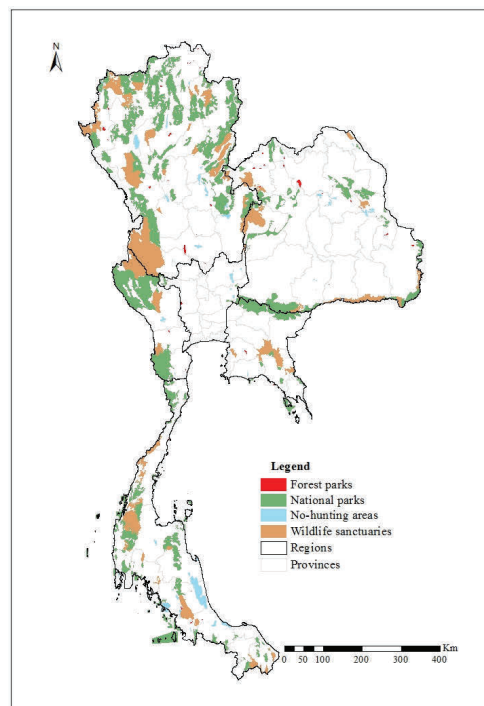 N
Legend
Forest parks
National parks
No-hunting areas
Wildlife sanctuaries
Regions
Provinces
Km
0 50 100 200 300 400